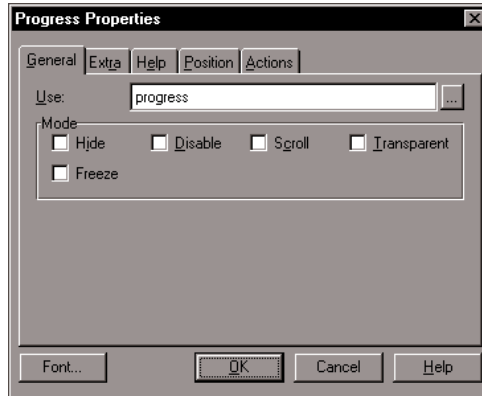 Progress Properties
General Extra Help Position Actions
Use: progress ...
Mode
Hide Disable Scroll Transparent
Freeze
Font... OK Cancel Help